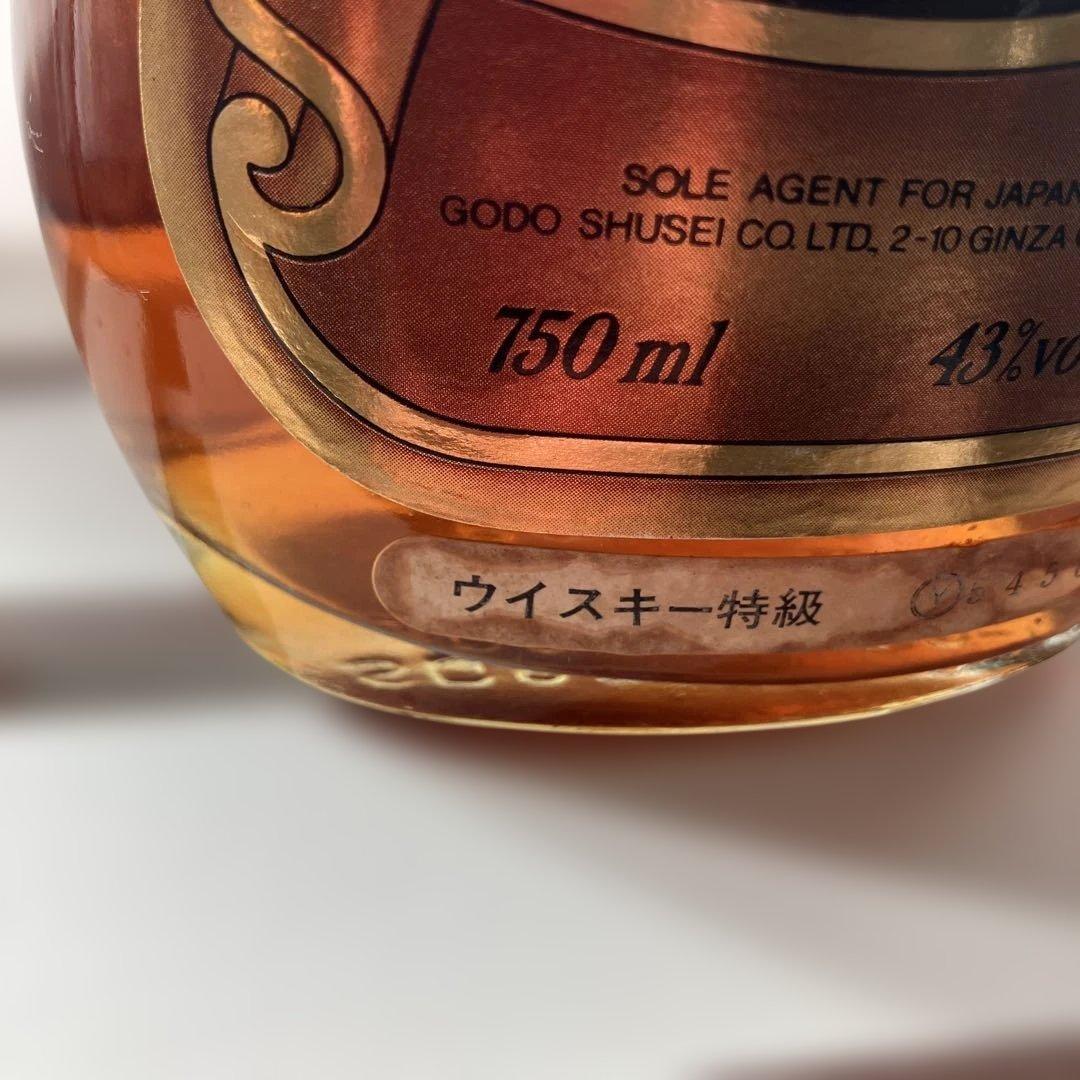 SOLE AGENT FOR JAPAN
GODO SHUSEI CO. LTD., 2-10 GINZA
750 ml
43% vo
ウイスキー特級